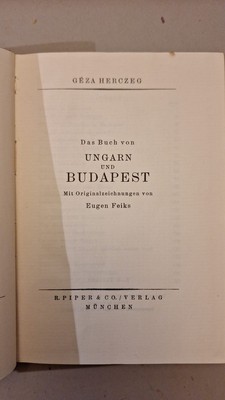 GÉZA HERCZEG
Das Buch von
UNGARN
UND
BUDAPEST
Mit Originalzeichnungen von
Eugen Feiks
R. PIPER & CO. / VERLAG
MÜNCHEN